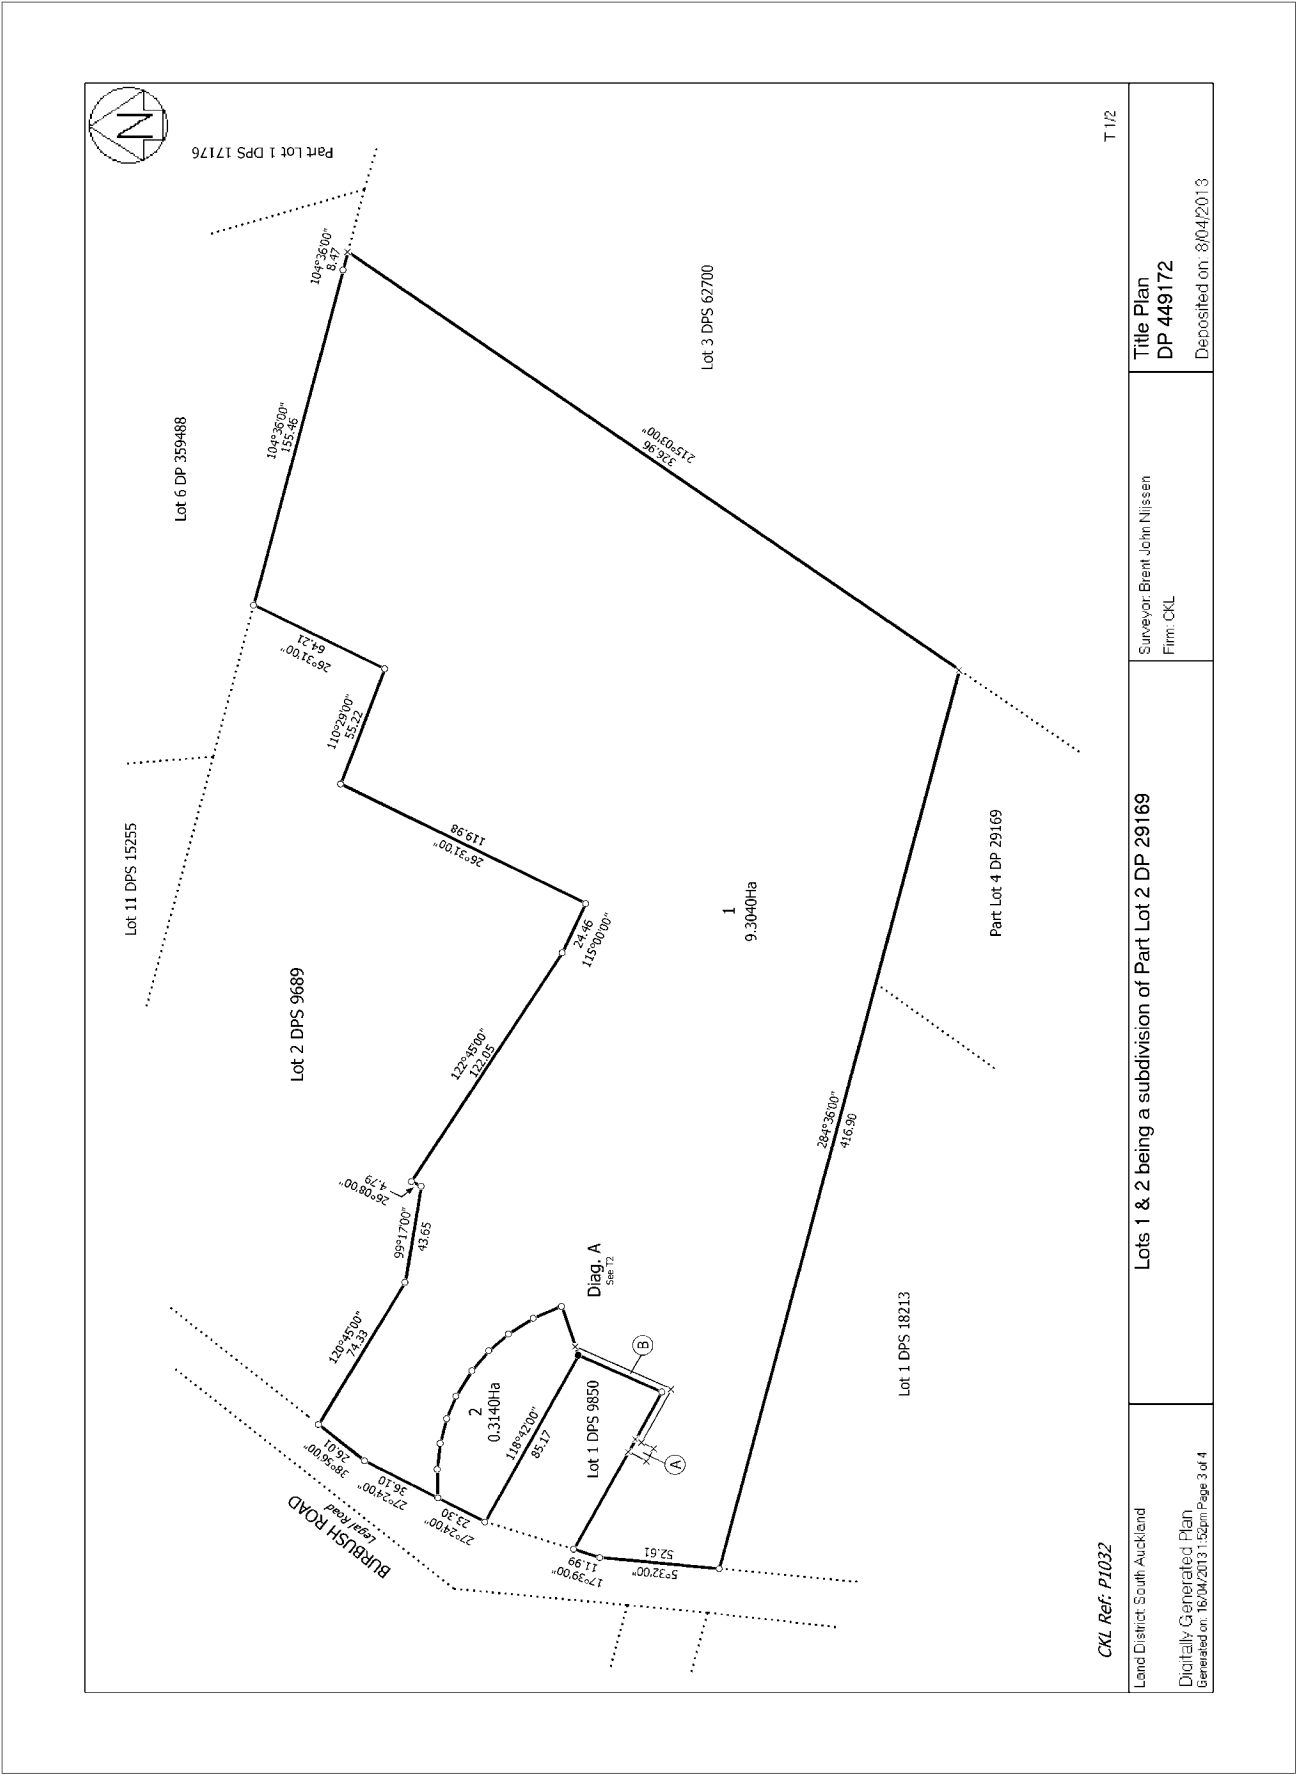 N
Part Lot 1 DPS 17176
Lot 11 DPS 15255
Lot 6 DP 359488
104°36'00"
8.47
104°36'00"
155.46
26°31'00"
64.21
110°29'00"
55.22
26°31'00"
119.98
Lot 2 DPS 9689
115°00'00"
24.46
122°45'00"
122.05
26°08'00"
4.79
99°17'00"
43.65
120°45'00"
74.33
38°56'00"
26.01
27°24'00"
36.10
27°24'00"
23.30
BURBUSH ROAD
Legal Road
2
0.3140Ha
118°42'00"
85.17
Diag. A
See T2
Lot 1 DPS 9850
B
A
17°39'00"
11.99
5°32'00"
52.61
1
9.3040Ha
215°03'00"
326.96
Lot 3 DPS 62700
284°36'00"
416.90
Part Lot 4 DP 29169
Lot 1 DPS 18213
CKL Ref: P1032
T 1/2
Land District: South Auckland
Digitally Generated Plan
Generated on: 16/04/2013 1:52pm Page 3 of 4
Lots 1 & 2 being a subdivision of Part Lot 2 DP 29169
Surveyor: Brent John Nijssen
Firm: CKL
Title Plan
DP 449172
Deposited on: 8/04/2013